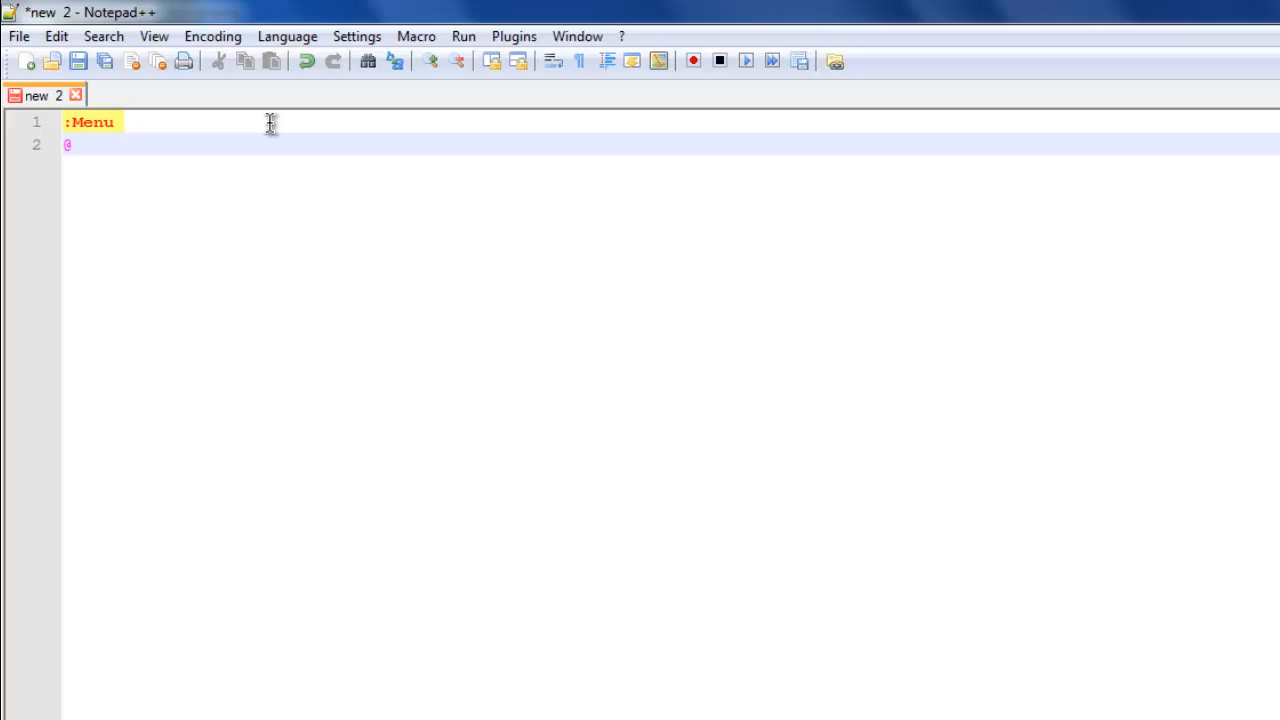 *new 2 - Notepad++
File Edit Search View Encoding Language Settings Macro Run Plugins Window ?
new 2
1 :Menu
2 @